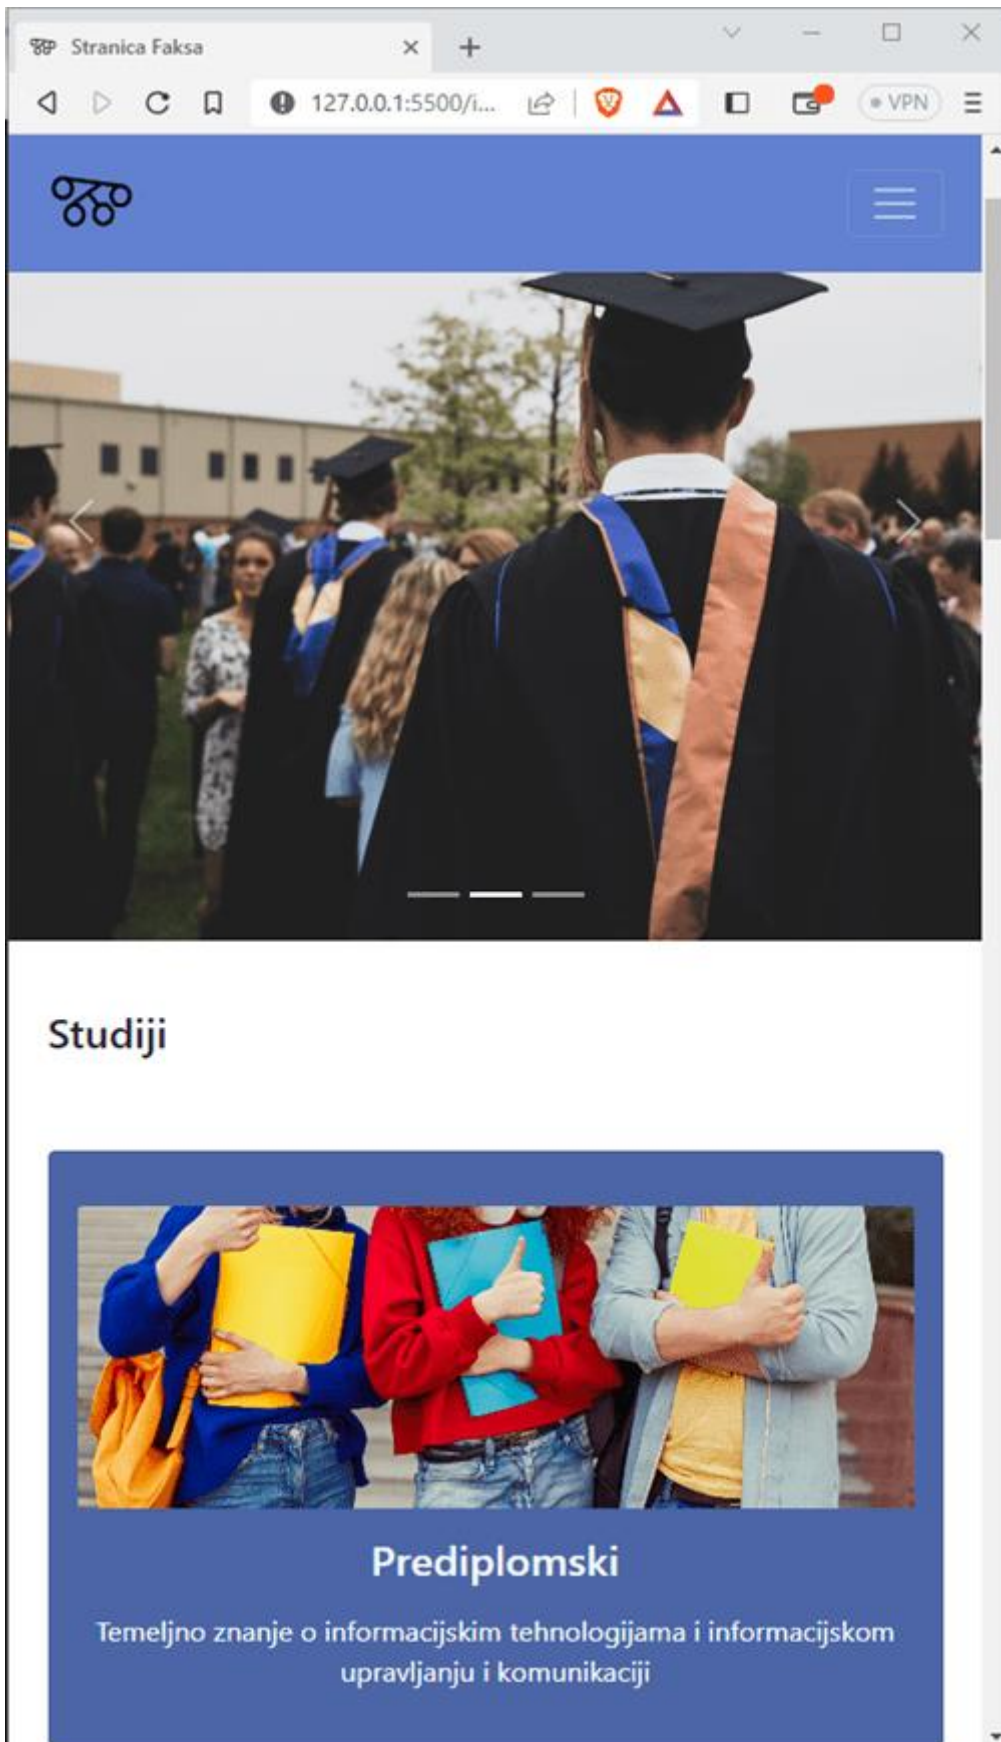 Stranica Faksa
127.0.0.1:5500/i...
VPN
Studiji
Prediplomski
Temeljno znanje o informacijskim tehnologijama i informacijskom
upravljanju i komunikaciji